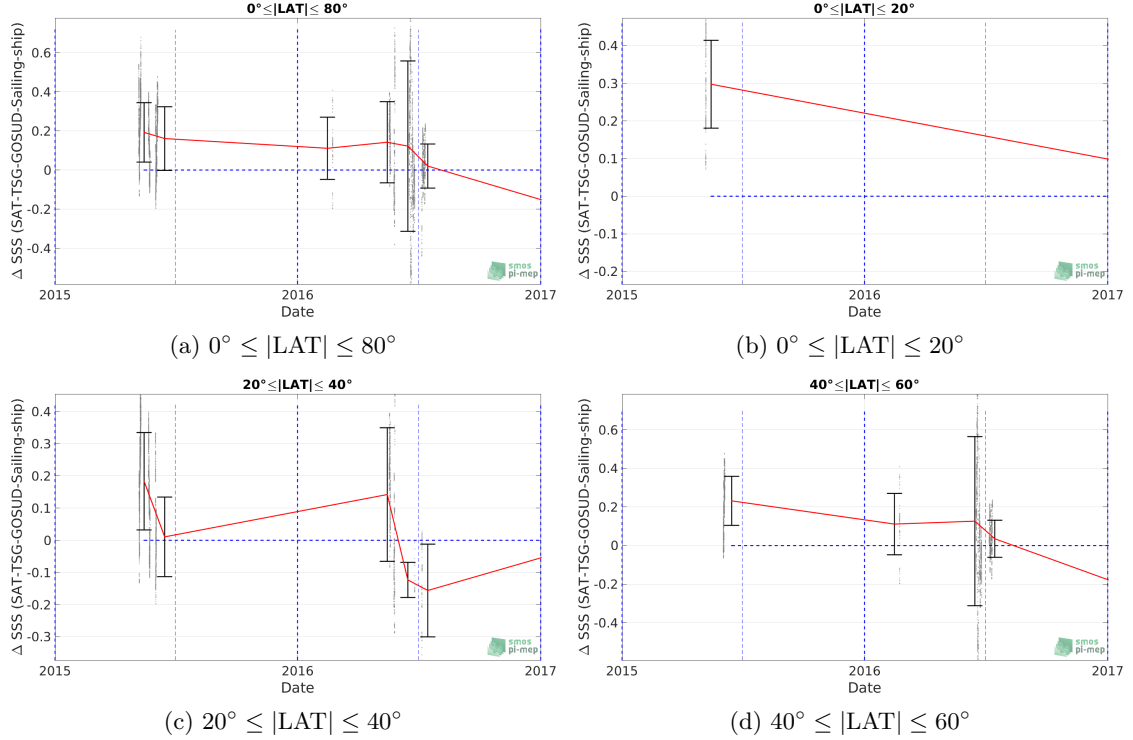 0°≤|LAT|≤ 80°
Δ SSS (SAT-TSG-GOSUD-Sailing-ship)
0.6
0.4
0.2
0
-0.2
-0.4
2015
2016
2017
Date
smos
pi-mep
(a) 0° ≤ |LAT| ≤ 80°
0°≤|LAT|≤ 20°
Δ SSS (SAT-TSG-GOSUD-Sailing-ship)
0.4
0.3
0.2
0.1
0
-0.1
-0.2
2015
2016
2017
Date
smos
pi-mep
(b) 0° ≤ |LAT| ≤ 20°
20°≤|LAT|≤ 40°
Δ SSS (SAT-TSG-GOSUD-Sailing-ship)
0.4
0.3
0.2
0.1
0
-0.1
-0.2
-0.3
2015
2016
2017
Date
smos
pi-mep
(c) 20° ≤ |LAT| ≤ 40°
40°≤|LAT|≤ 60°
Δ SSS (SAT-TSG-GOSUD-Sailing-ship)
0.6
0.4
0.2
0
-0.2
-0.4
2015
2016
2017
Date
smos
pi-mep
(d) 40° ≤ |LAT| ≤ 60°